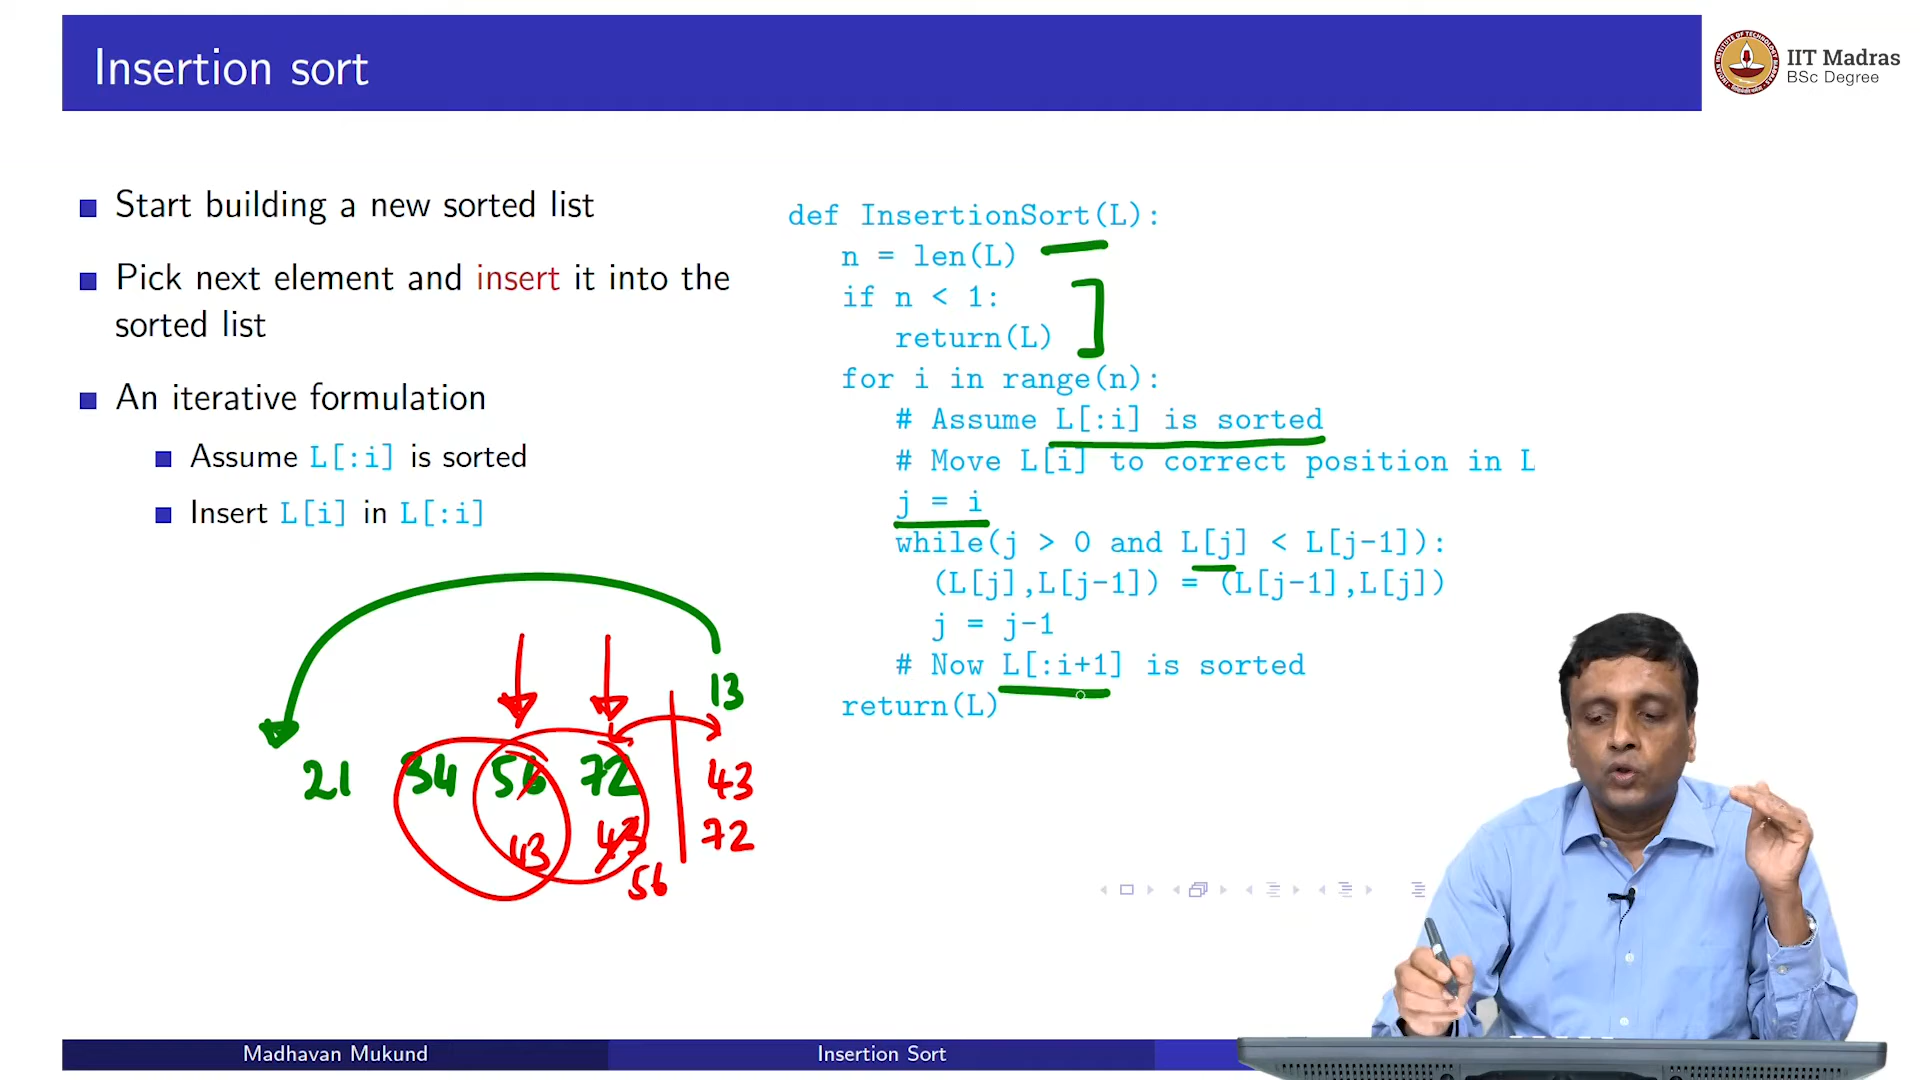 Insertion sort
IIT Madras
BSc Degree
Start building a new sorted list
Pick next element and insert it into the
sorted list
An iterative formulation
Assume L[:i] is sorted
Insert L[i] in L[:i]
def InsertionSort(L):
n = len(L)
if n < 1:
return(L)
for i in range(n):
# Assume L[:i] is sorted
# Move L[i] to correct position in L
j = i
while(j > 0 and L[j] < L[j-1]):
(L[j],L[j-1]) = (L[j-1],L[j])
j = j-1
# Now L[:i+1] is sorted
return(L)
13
21 34 56 72 43
43 43 72
56
Madhavan Mukund
Insertion Sort